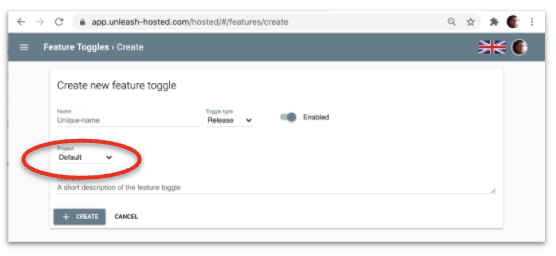 app.unleash-hosted.com/hosted/#/features/create
Feature Toggles › Create
Create new feature toggle
Name
Unique-name
Toggle type
Release
Enabled
Project
Default
A short description of the feature toggle
+ CREATE
CANCEL